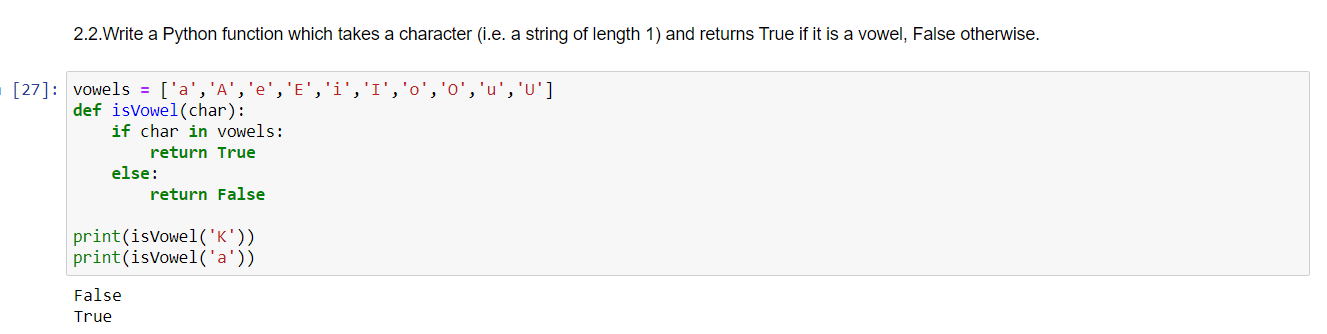 2.2.Write a Python function which takes a character (i.e. a string of length 1) and returns True if it is a vowel, False otherwise.
[27]: vowels = ['a','A','e','E','i','I','o','O','u','U']
def isVowel(char):
    if char in vowels:
        return True
    else:
        return False
print(isVowel('K'))
print(isVowel('a'))
False
True